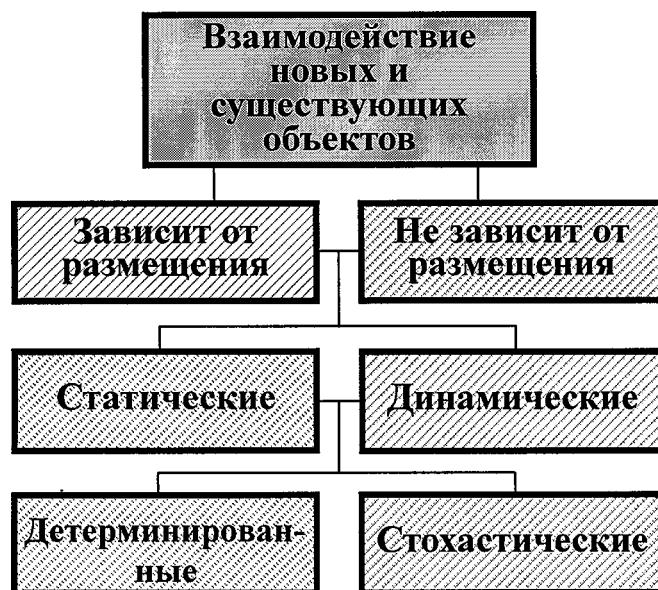 Взаимодействие
новых и
существующих
объектов
Зависит от
размещения
Не зависит от
размещения
Статические
Динамические
Детерминирован-
ные
Стохастические